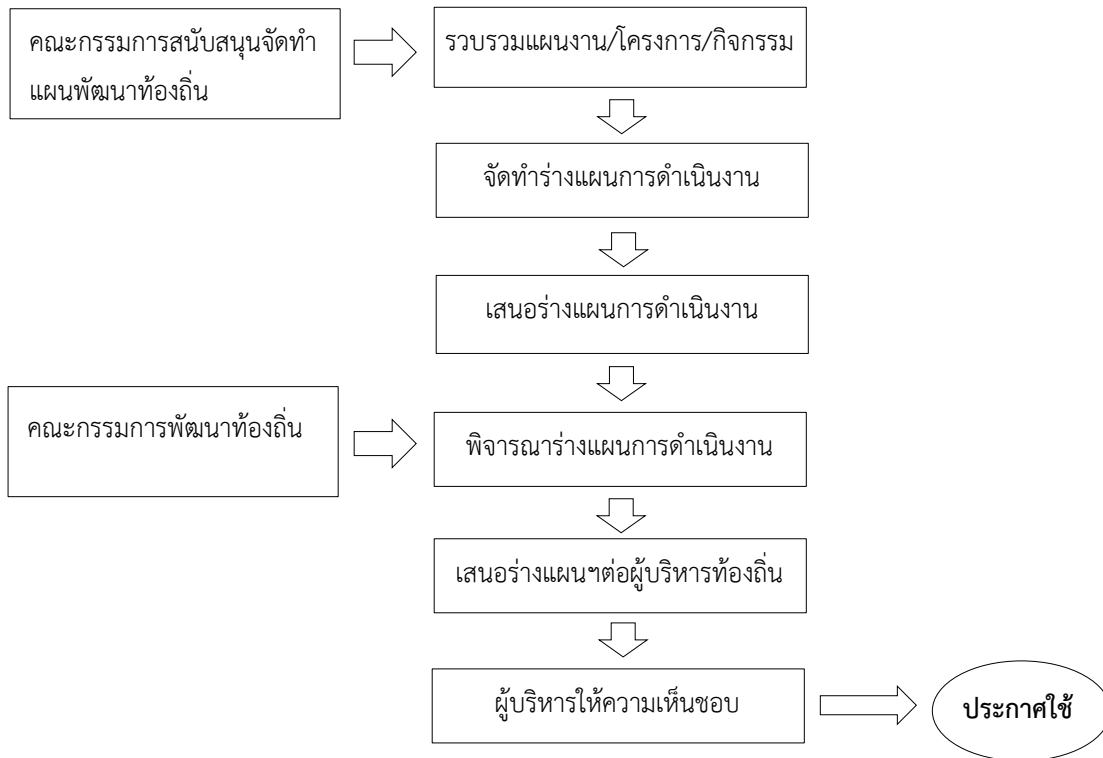 คณะกรรมการสนับสนุนจัดทำ
แผนพัฒนาท้องถิ่น
รวบรวมแผนงาน/โครงการ/กิจกรรม
จัดทำร่างแผนการดำเนินงาน
เสนอร่างแผนการดำเนินงาน
คณะกรรมการพัฒนาท้องถิ่น
พิจารณาร่างแผนการดำเนินงาน
เสนอร่างแผนฯต่อผู้บริหารท้องถิ่น
ผู้บริหารให้ความเห็นชอบ
ประกาศใช้